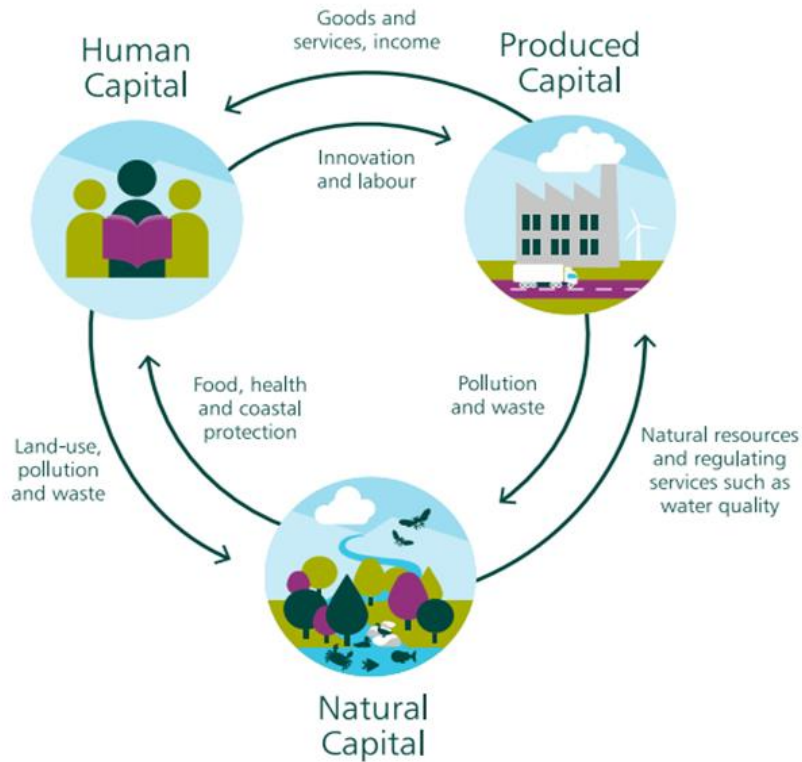 Goods and
services, income
Human
Capital
Produced
Capital
Innovation
and labour
Food, health
and coastal
protection
Pollution
and waste
Land-use,
pollution
and waste
Natural resources
and regulating
services such as
water quality
Natural
Capital